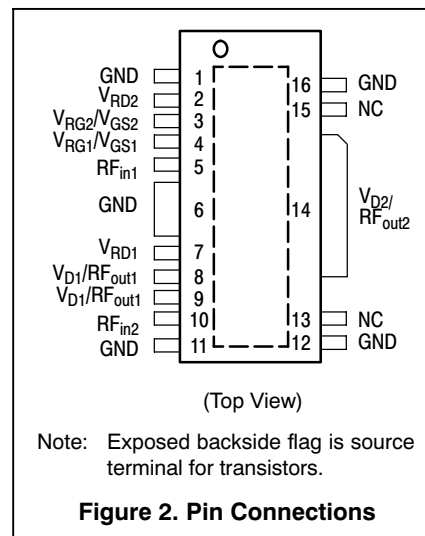 GND 1 16 GND
VRD2 2 15 NC
VRG2/VGS2 3
VRG1/VGS1 4
RFin1 5
GND 6 14 VD2/
RFout2
VRD1 7
VD1/RFout1 8
VD1/RFout1 9
RFin2 10 13 NC
GND 11 12 GND
(Top View)
Note: Exposed backside flag is source
terminal for transistors.
Figure 2. Pin Connections